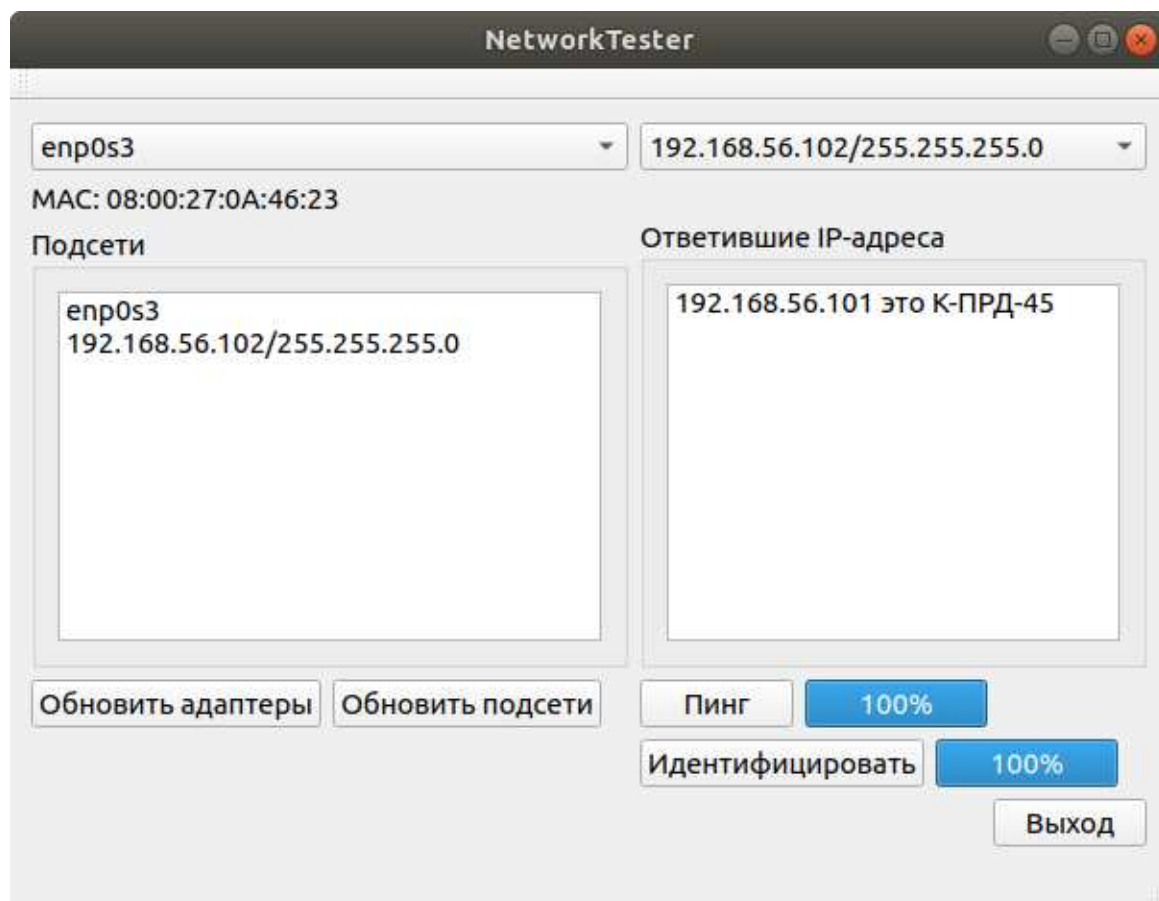 NetworkTester
enp0s3
192.168.56.102/255.255.255.0
MAC: 08:00:27:0A:46:23
Подсети
Ответившие IP-адреса
enp0s3
192.168.56.102/255.255.255.0
192.168.56.101 это К-ПРД-45
Обновить адаптеры
Обновить подсети
Пинг
100%
Идентифицировать
100%
Выход